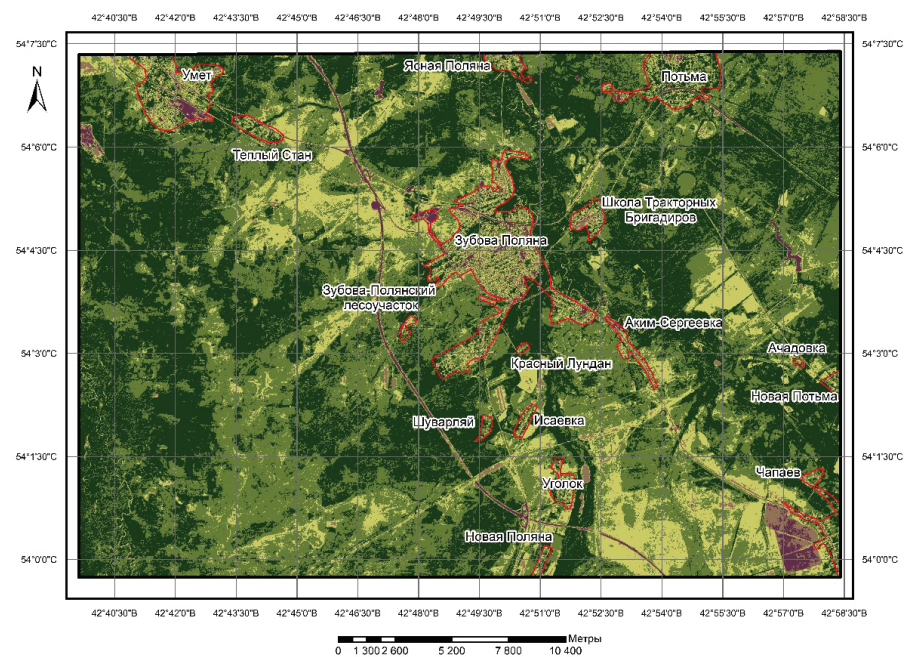 42°40'30"В 42°42'0"В 42°43'30"В 42°45'0"В 42°46'30"В 42°48'0"В 42°49'30"В 42°51'0"В 42°52'30"В 42°54'0"В 42°55'30"В 42°57'0"В 42°58'30"В
54°7'30"С 54°7'30"С
N
Умет
Ясная Поляна
Потьма
54°6'0"С 54°6'0"С
Теплый Стан
Школа Тракторных
Бригадиров
Зубова Поляна
54°4'30"С 54°4'30"С
Зубова-Полянский
лесоучасток
Аким-Сергеевка
54°3'0"С 54°3'0"С
Ачадовка
Красный Лундан
Новая Потьма
Шуварляй
Исаевка
54°1'30"С 54°1'30"С
Чапаев
Уголок
Новая Поляна
54°0'0"С 54°0'0"С
42°40'30"В 42°42'0"В 42°43'30"В 42°45'0"В 42°46'30"В 42°48'0"В 42°49'30"В 42°51'0"В 42°52'30"В 42°54'0"В 42°55'30"В 42°57'0"В 42°58'30"В
Метры
0 1 300 2 600 5 200 7 800 10 400